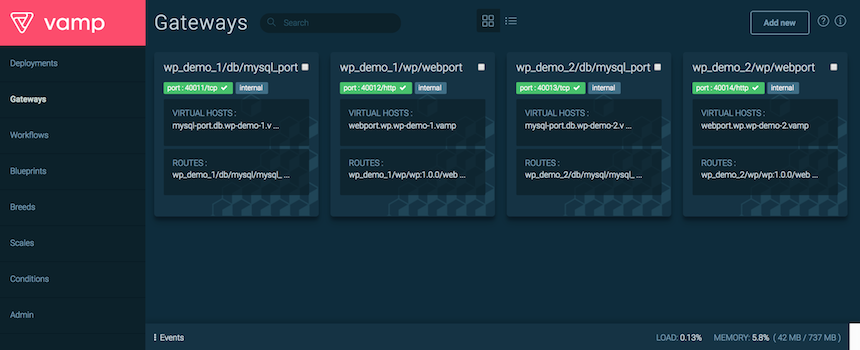 vamp
Gateways
Search
Add new
Deployments
Gateways
Workflows
Blueprints
Breeds
Scales
Conditions
Admin
wp_demo_1/db/mysql_port
port : 40011/tcp
internal
VIRTUAL HOSTS :
mysql-port.db.wp-demo-1.v ...
ROUTES :
wp_demo_1/db/mysql/mysql_ ...
wp_demo_1/wp/webport
port : 40012/http
internal
VIRTUAL HOSTS :
webport.wp.wp-demo-1.vamp
ROUTES :
wp_demo_1/wp/wp:1.0.0/web ...
wp_demo_2/db/mysql_port
port : 40013/tcp
internal
VIRTUAL HOSTS :
mysql-port.db.wp-demo-2.v ...
ROUTES :
wp_demo_2/db/mysql/mysql_ ...
wp_demo_2/wp/webport
port : 40014/http
internal
VIRTUAL HOSTS :
webport.wp.wp-demo-2.vamp
ROUTES :
wp_demo_2/wp/wp:1.0.0/web ...
Events
LOAD: 0.13% MEMORY: 5.8% ( 42 MB / 737 MB )